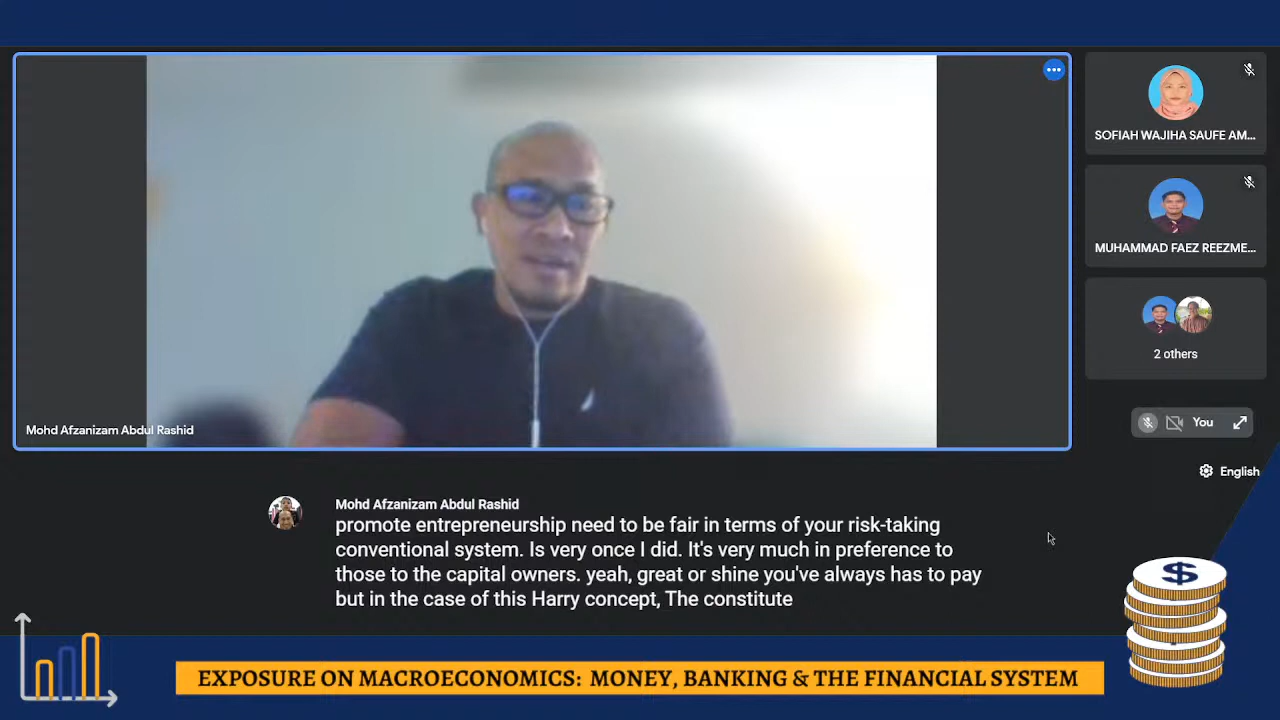 SOFIAH WAJIHA SAUFE AM...
MUHAMMAD FAEZ REEZME...
2 others
Mohd Afzanizam Abdul Rashid
You
English
Mohd Afzanizam Abdul Rashid
promote entrepreneurship need to be fair in terms of your risk-taking
conventional system. Is very once I did. It's very much in preference to
those to the capital owners. yeah, great or shine you've always has to pay
but in the case of this Harry concept, The constitute
$
EXPOSURE ON MACROECONOMICS: MONEY, BANKING & THE FINANCIAL SYSTEM